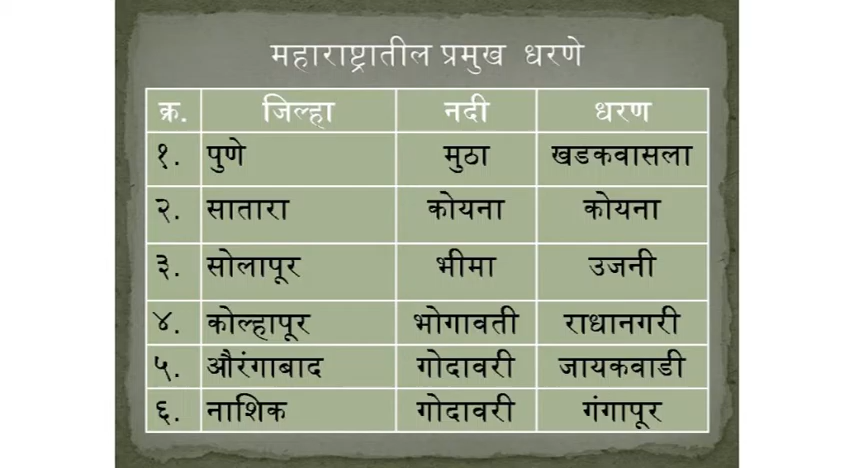 महाराष्ट्रातील प्रमुख धरणे
क्र. जिल्हा नदी धरण
१. पुणे मुठा खडकवासला
२. सातारा कोयना कोयना
३. सोलापूर भीमा उजनी
४. कोल्हापूर भोगावती राधानगरी
५. औरंगाबाद गोदावरी जायकवाडी
६. नाशिक गोदावरी गंगापूर